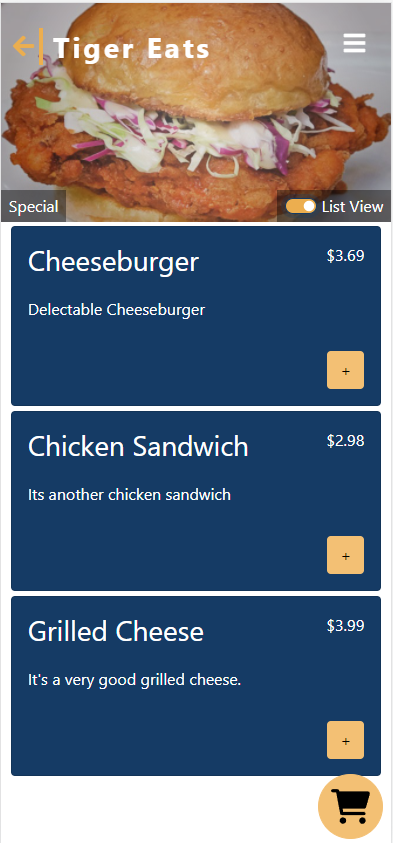 Tiger Eats
Special
List View
Cheeseburger
$3.69
Delectable Cheeseburger
+
Chicken Sandwich
$2.98
Its another chicken sandwich
+
Grilled Cheese
$3.99
It's a very good grilled cheese.
+